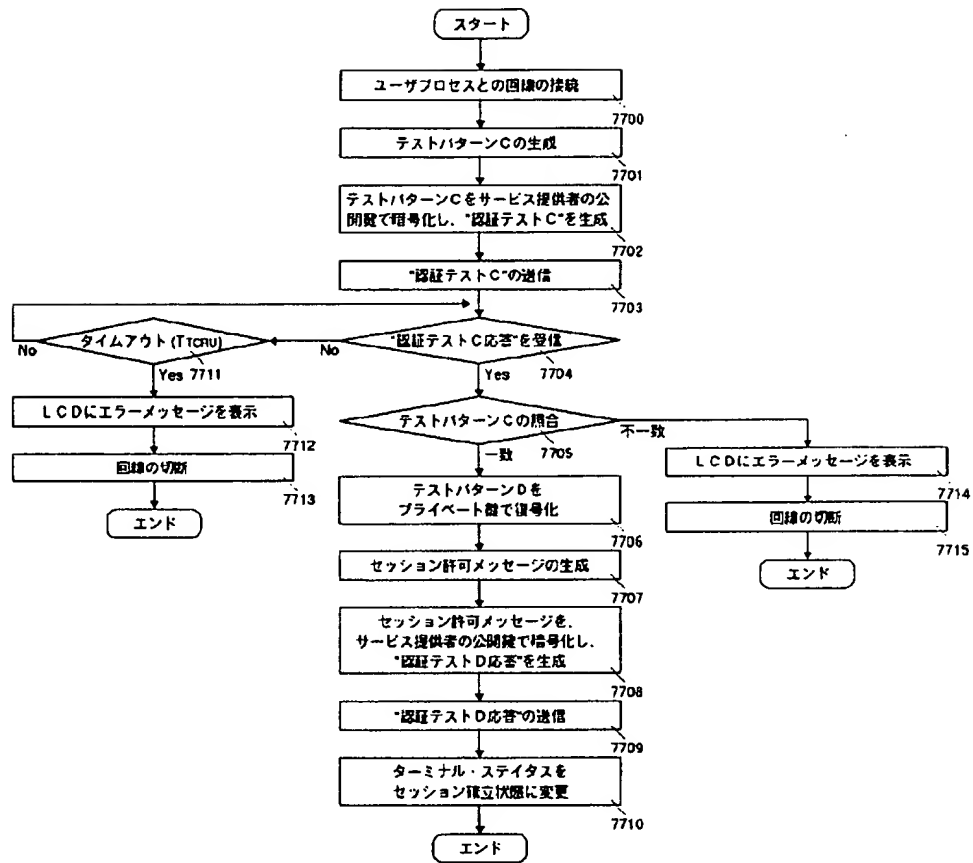 スタート
ユーザプロセスとの回線の接続
7700
テストパターンCの生成
7701
テストパターンCをサービス提供者の公
開鍵で暗号化し、"認証テストC"を生成
7702
"認証テストC"の送信
7703
"認証テストC応答"を受信
7704
No
Yes
タイムアウト(TTCRU)
7711
No
Yes
LCDにエラーメッセージを表示
7712
回線の切断
7713
エンド
テストパターンCの照合
7705
不一致
一致
LCDにエラーメッセージを表示
7714
回線の切断
7715
エンド
テストパターンDを
プライベート鍵で復号化
7706
セッション許可メッセージの生成
7707
セッション許可メッセージを、
サービス提供者の公開鍵で暗号化し、
"認証テストD応答"を生成
7708
"認証テストD応答"の送信
7709
ターミナル・ステイタスを
セッション確立状態に変更
7710
エンド